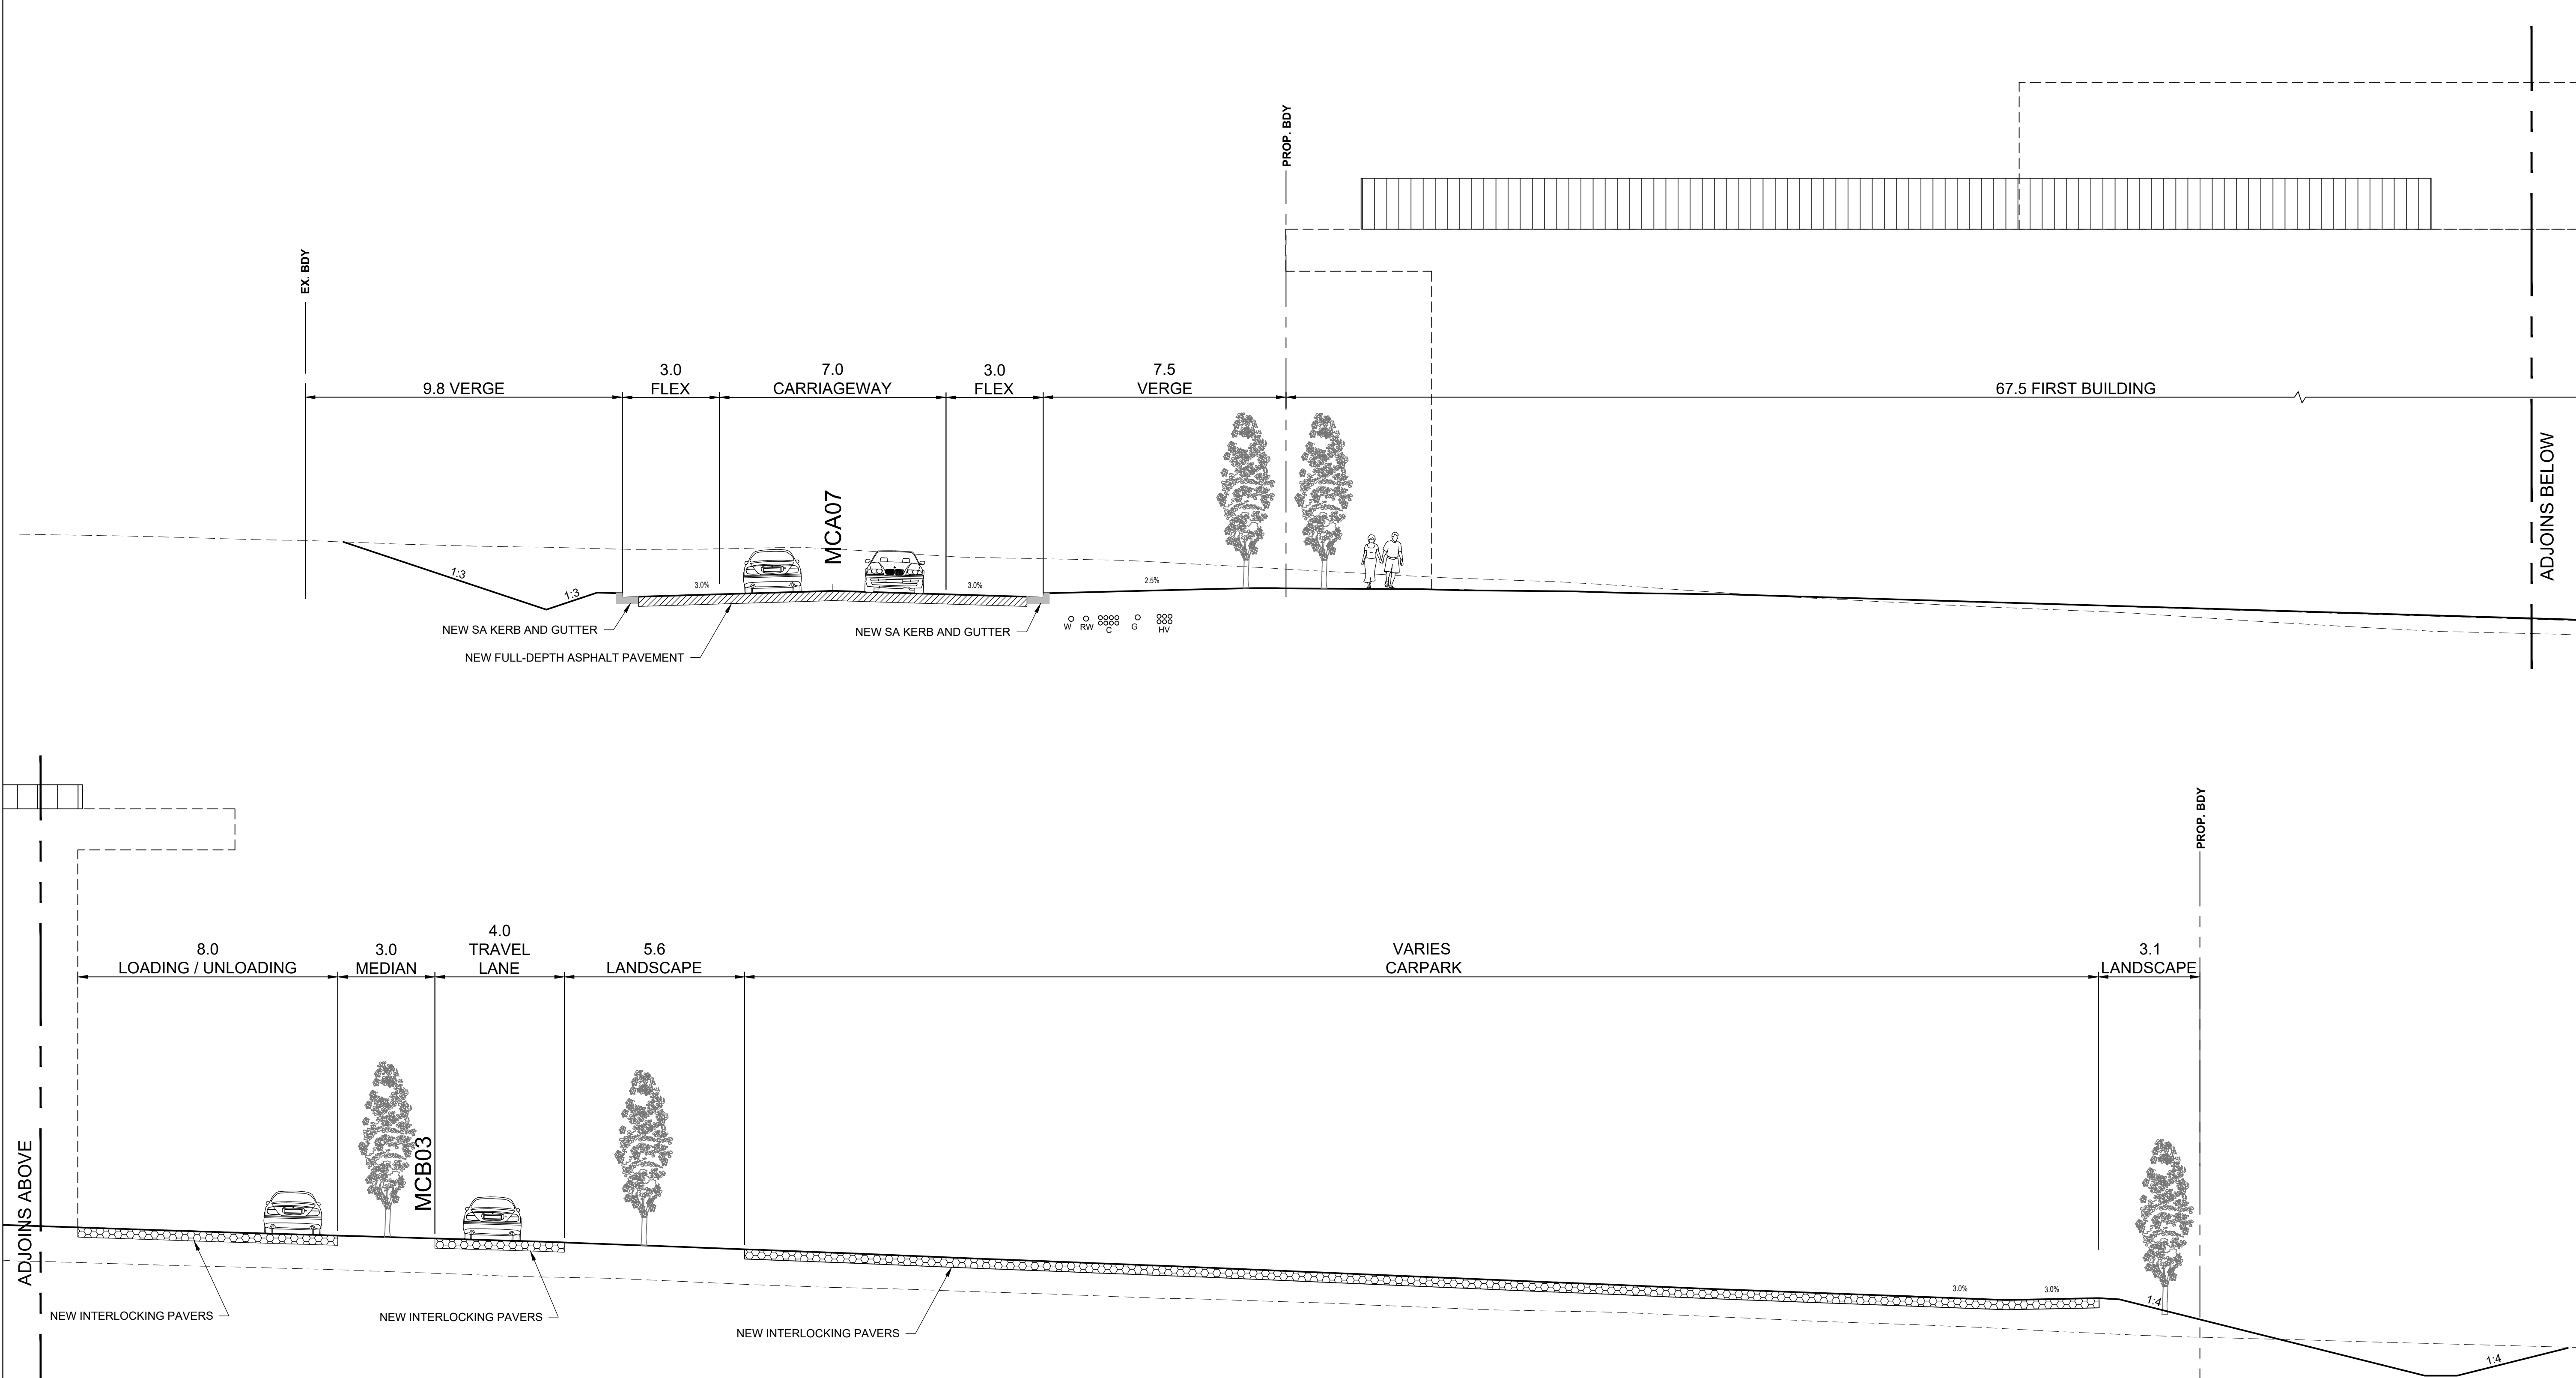 PROP. BDY
EX. BDY
3.0
FLEX
7.0
CARRIAGEWAY
3.0
FLEX
7.5
VERGE
9.8 VERGE
67.5 FIRST BUILDING
ADJOINS BELOW
MCA07
1:3
1:3
3.0%
3.0%
2.5%
NEW SA KERB AND GUTTER
NEW SA KERB AND GUTTER
W
RW
C
G
HV
NEW FULL-DEPTH ASPHALT PAVEMENT
PROP. BDY
8.0
LOADING / UNLOADING
3.0
MEDIAN
4.0
TRAVEL
LANE
5.6
LANDSCAPE
VARIES
CARPARK
3.1
LANDSCAPE
ADJOINS ABOVE
MCB03
3.0%
3.0%
1:4
1:4
NEW INTERLOCKING PAVERS
NEW INTERLOCKING PAVERS
NEW INTERLOCKING PAVERS